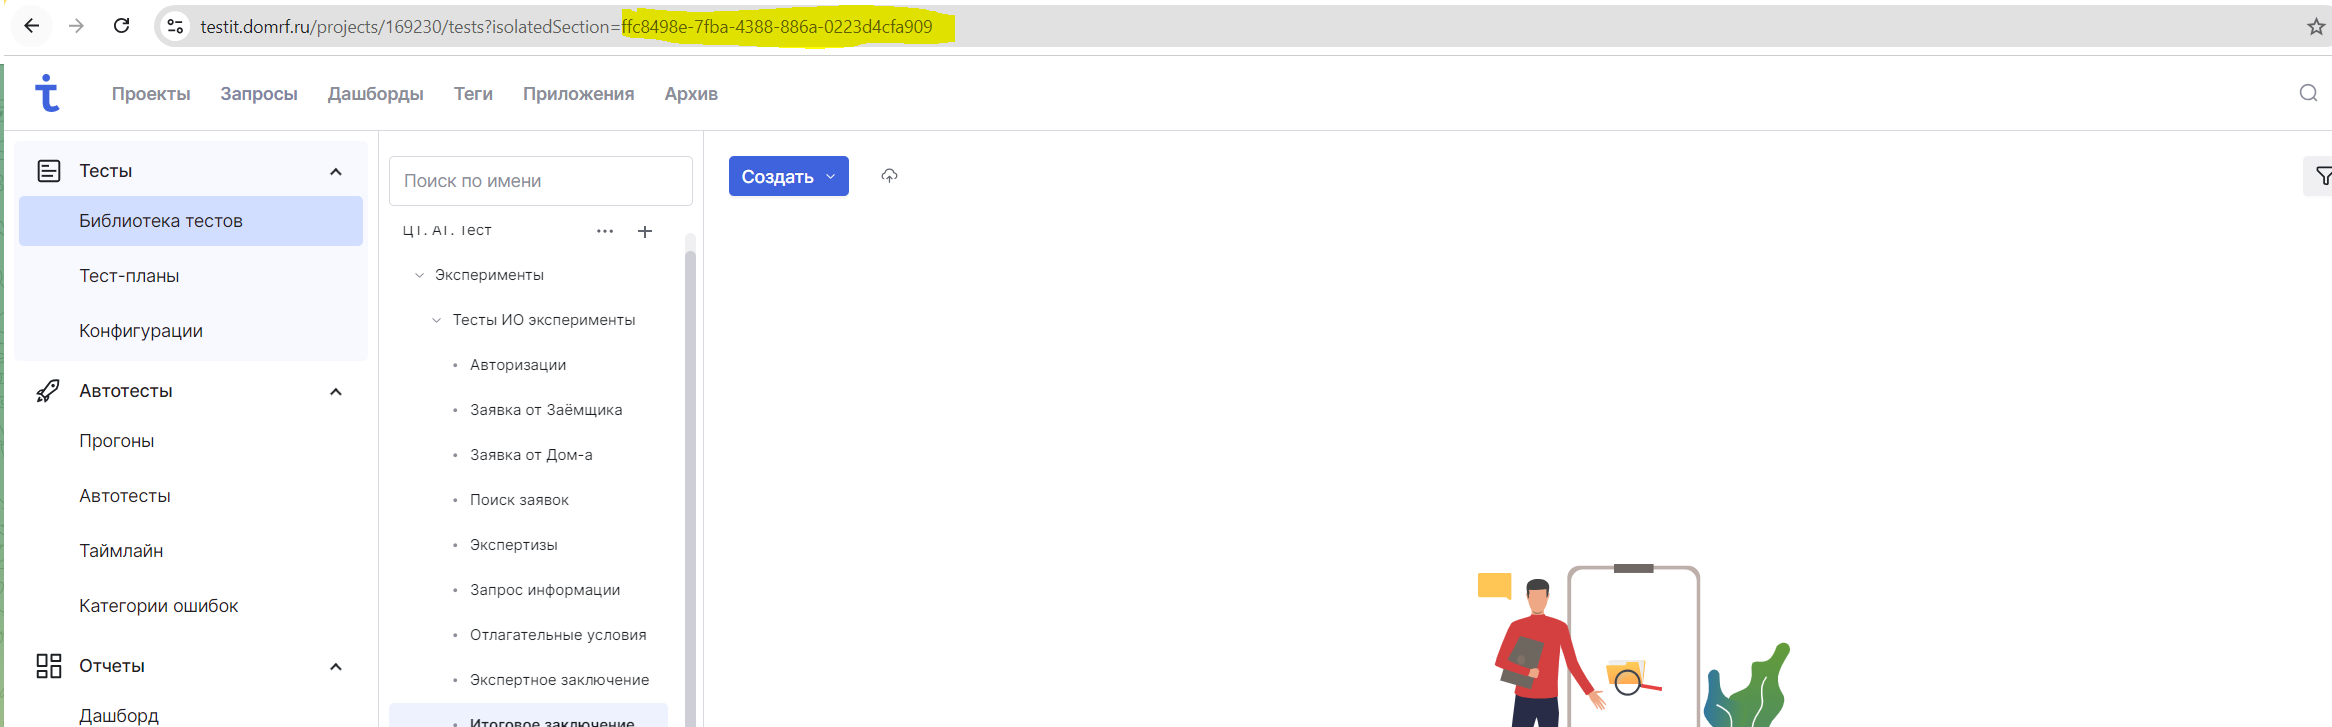 testit.domrf.ru/projects/169230/tests?isolatedSection=ffc8498e-7fba-4388-886a-0223d4cfa909
Проекты Запросы Дашборды Теги Приложения Архив
Тесты
Библиотека тестов
Тест-планы
Конфигурации
Автотесты
Прогоны
Автотесты
Таймлайн
Категории ошибок
Отчеты
Дашборд
Поиск по имени
ЦТ. АТ. Тест
Эксперименты
Тесты ИО эксперименты
Авторизации
Заявка от Заёмщика
Заявка от Дом-а
Поиск заявок
Экспертизы
Запрос информации
Отлагательные условия
Экспертное заключение
Итоговое заключение
Создать